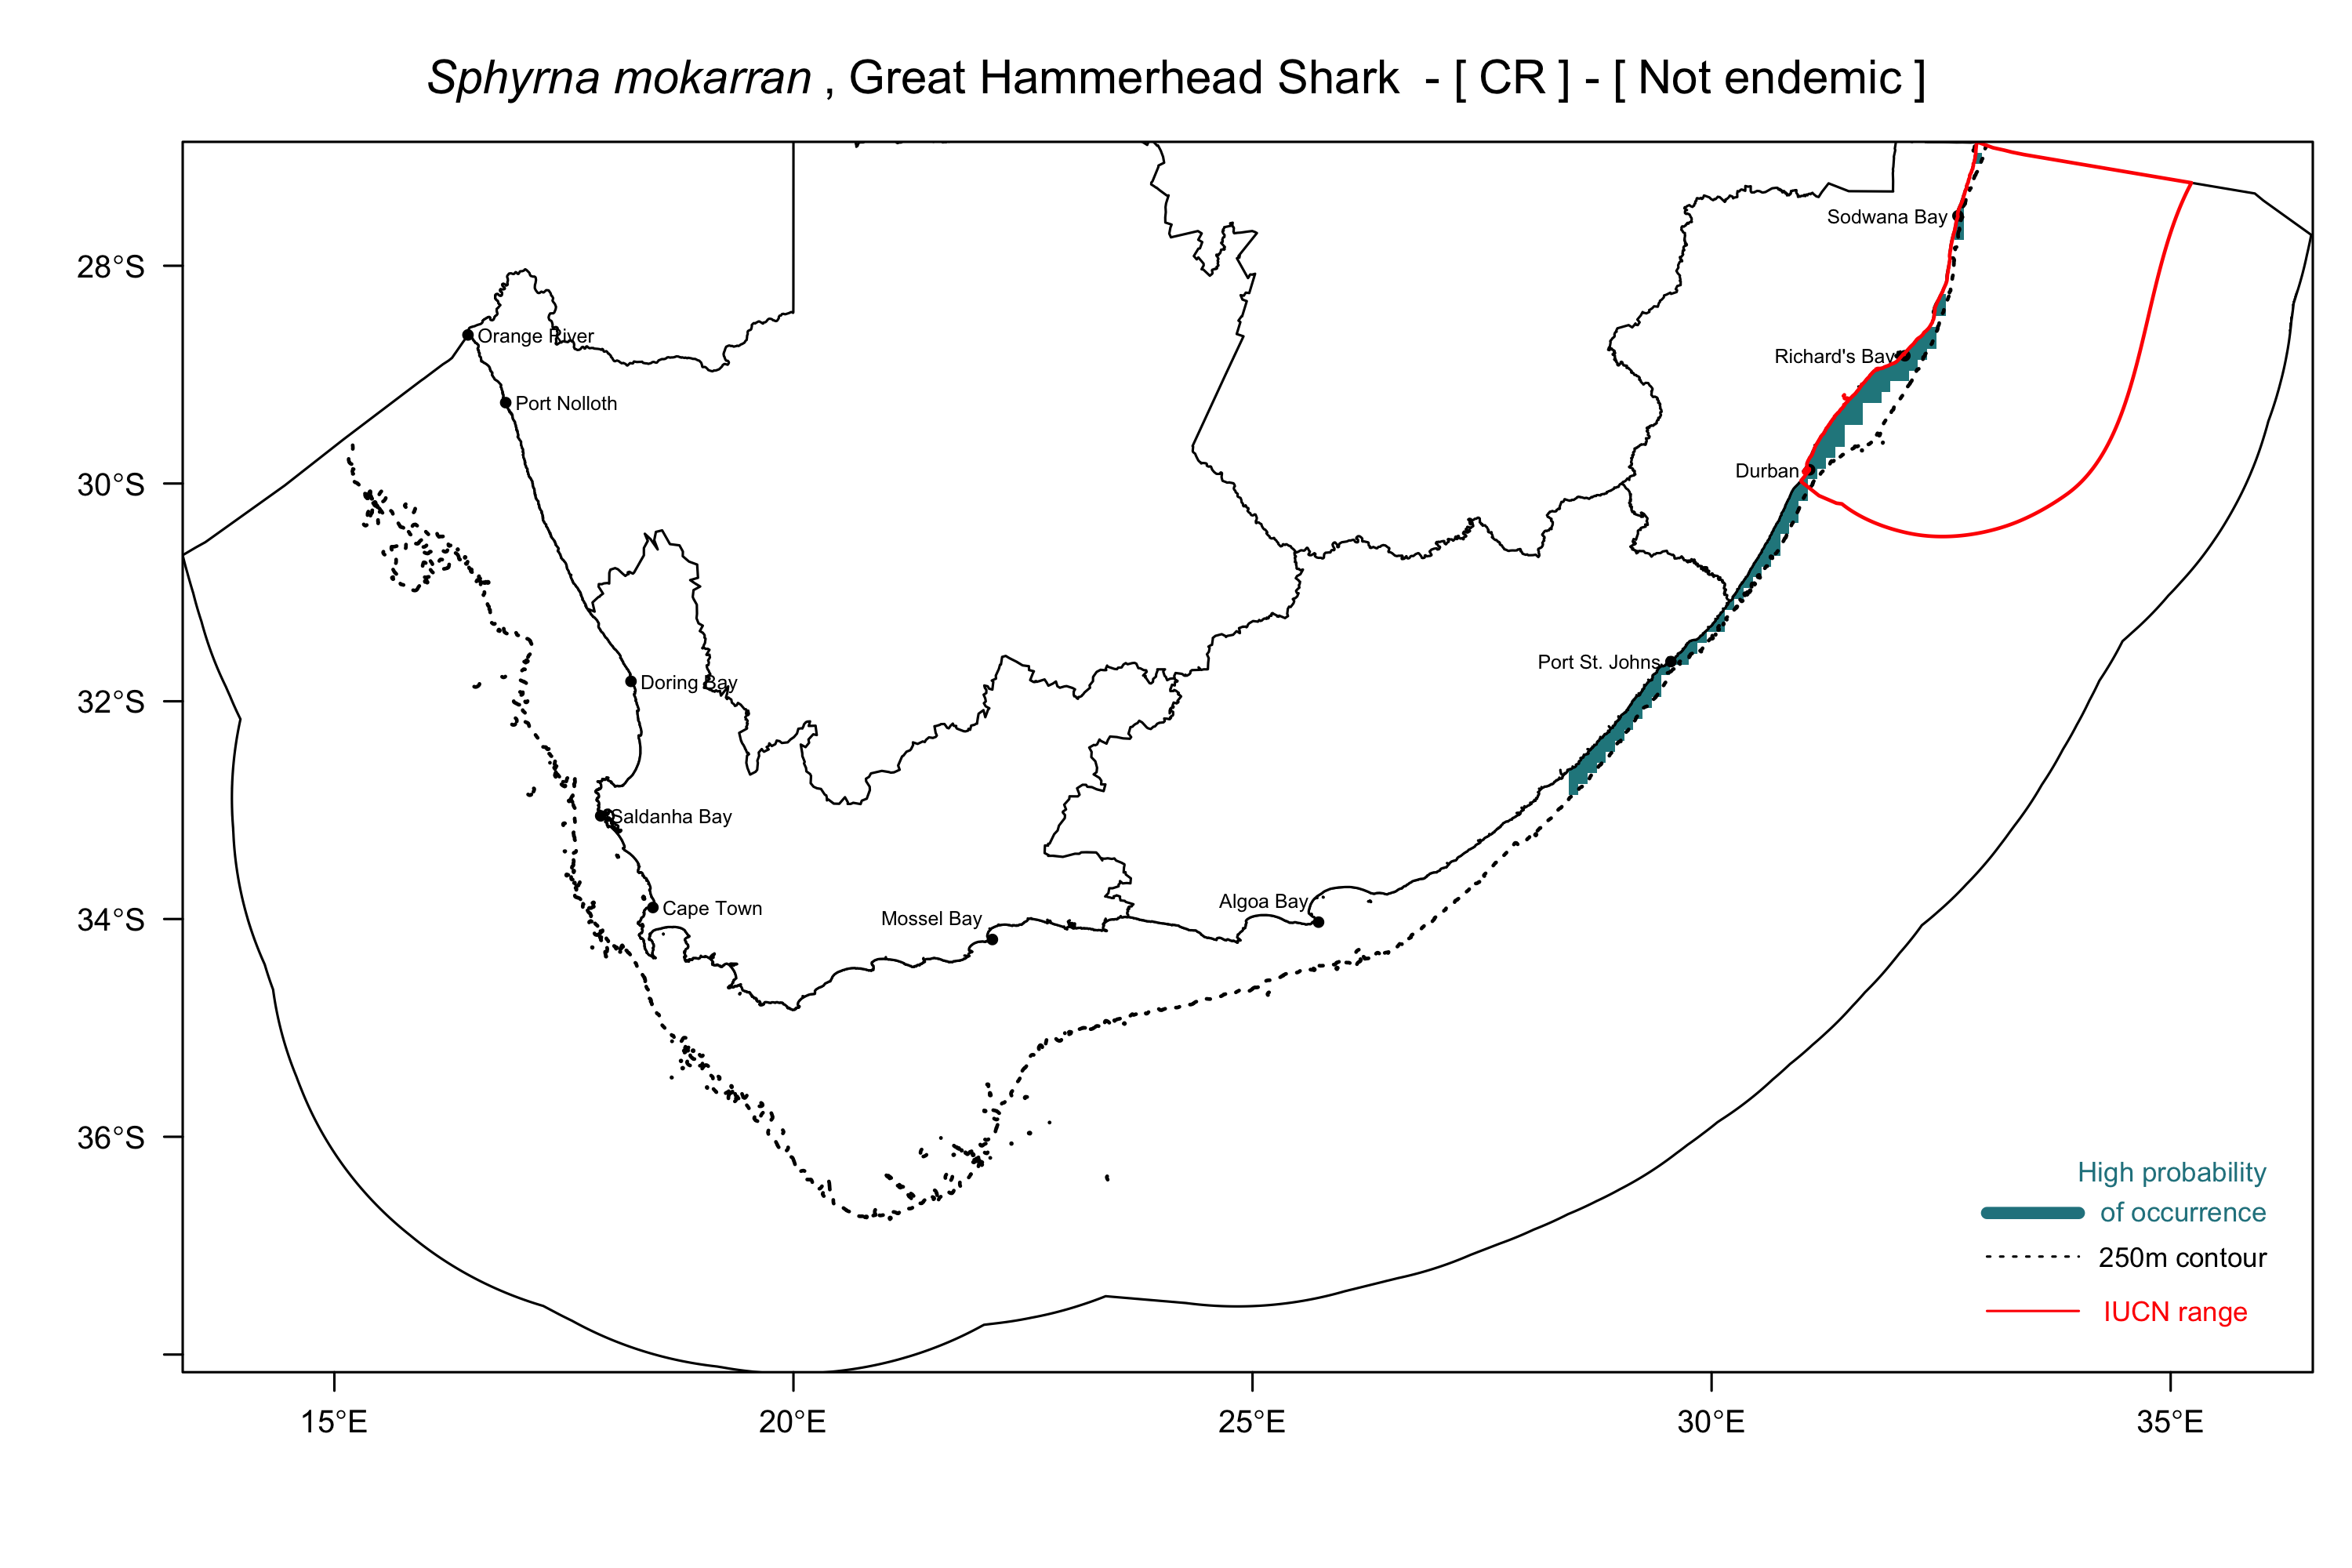 Sphyrna mokarran , Great Hammerhead Shark - [ CR ] - [ Not endemic ]
Sodwana Bay
28°S
Orange River
Richard's Bay
Port Nolloth
Durban
30°S
Port St. Johns
Doring Bay
32°S
Saldanha Bay
Algoa Bay
Cape Town
Mossel Bay
34°S
36°S
High probability
of occurrence
250m contour
IUCN range
15°E
20°E
25°E
30°E
35°E